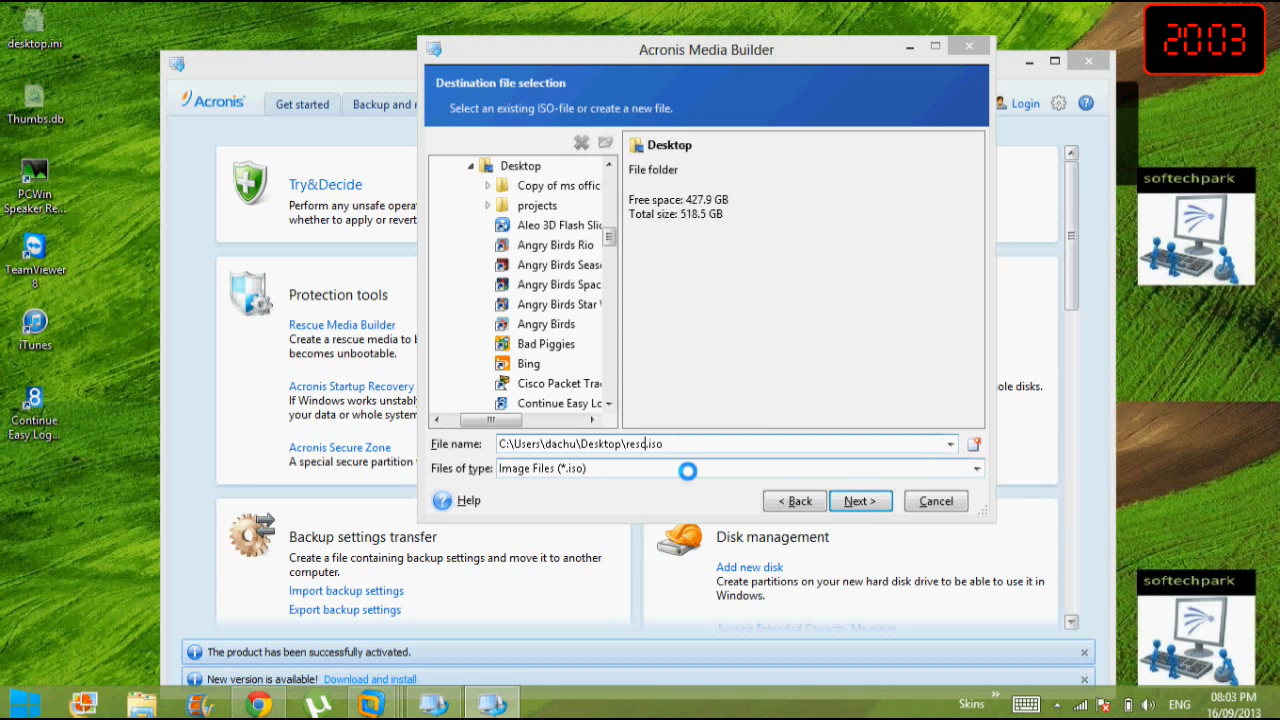 desktop.ini
Thumbs.db
PCWin
Speaker Re...
TeamViewer
8
iTunes
Continue
Easy Log...
2003
softechpark
softechpark
Acronis
Get started
Backup and
Login
Try&Decide
Perform any unsafe opera
whether to apply or revert
Protection tools
Rescue Media Builder
Create a rescue media to b
becomes unbootable.
Acronis Startup Recovery
If Windows works unstabl
your data or whole system
Acronis Secure Zone
A special secure partition
ole disks.
Backup settings transfer
Create a file containing backup settings and move it to another
computer.
Import backup settings
Export backup settings
Disk management
Add new disk
Create partitions on your new hard disk drive to be able to use it in
Windows.
The product has been successfully activated.
New version is available! Download and install
Acronis Media Builder
Destination file selection
Select an existing ISO-file or create a new file.
Desktop
Copy of ms offic
projects
Aleo 3D Flash Slic
Angry Birds Rio
Angry Birds Seas
Angry Birds Spac
Angry Birds Star
Angry Birds
Bad Piggies
Bing
Cisco Packet Tra
Continue Easy Lo
Desktop
File folder
Free space: 427.9 GB
Total size: 518.5 GB
File name: C:\Users\dachu\Desktop\resc.iso
Files of type: Image Files (*.iso)
Help
< Back
Next >
Cancel
Skins
ENG
08:03 PM
16/09/2013